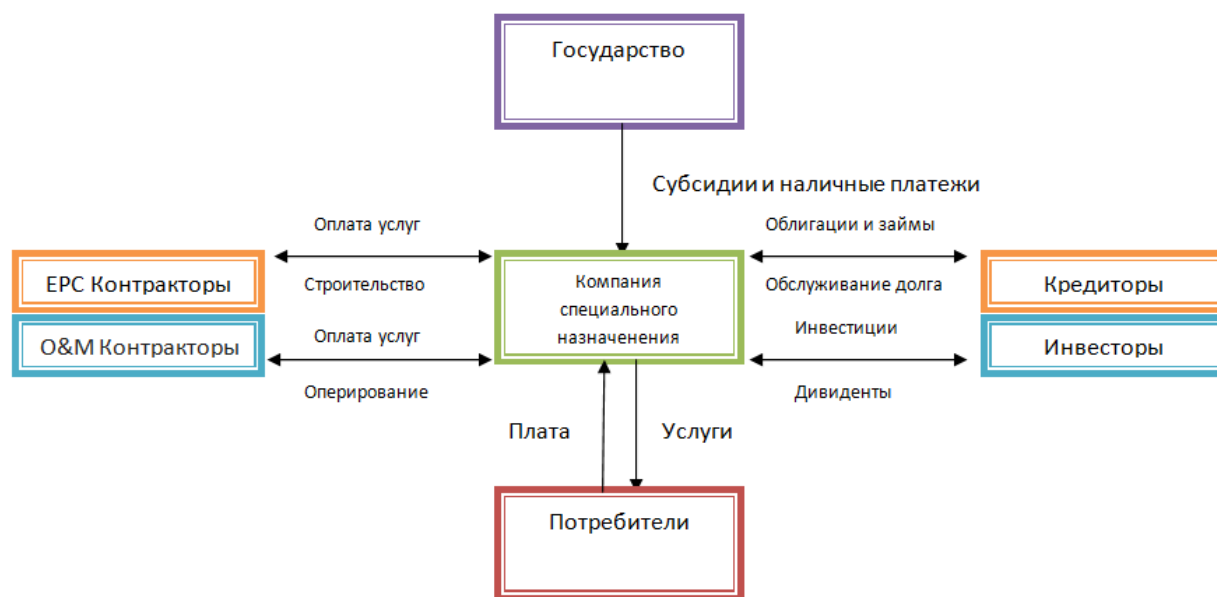 Государство
Субсидии и наличные платежи
Оплата услуг
Облигации и займы
EPC Контракторы
Строительство
Компания
специального
назначенения
Обслуживание долга
Кредиторы
O&M Контракторы
Оплата услуг
Инвестиции
Инвесторы
Оперирование
Дивиденты
Плата
Услуги
Потребители